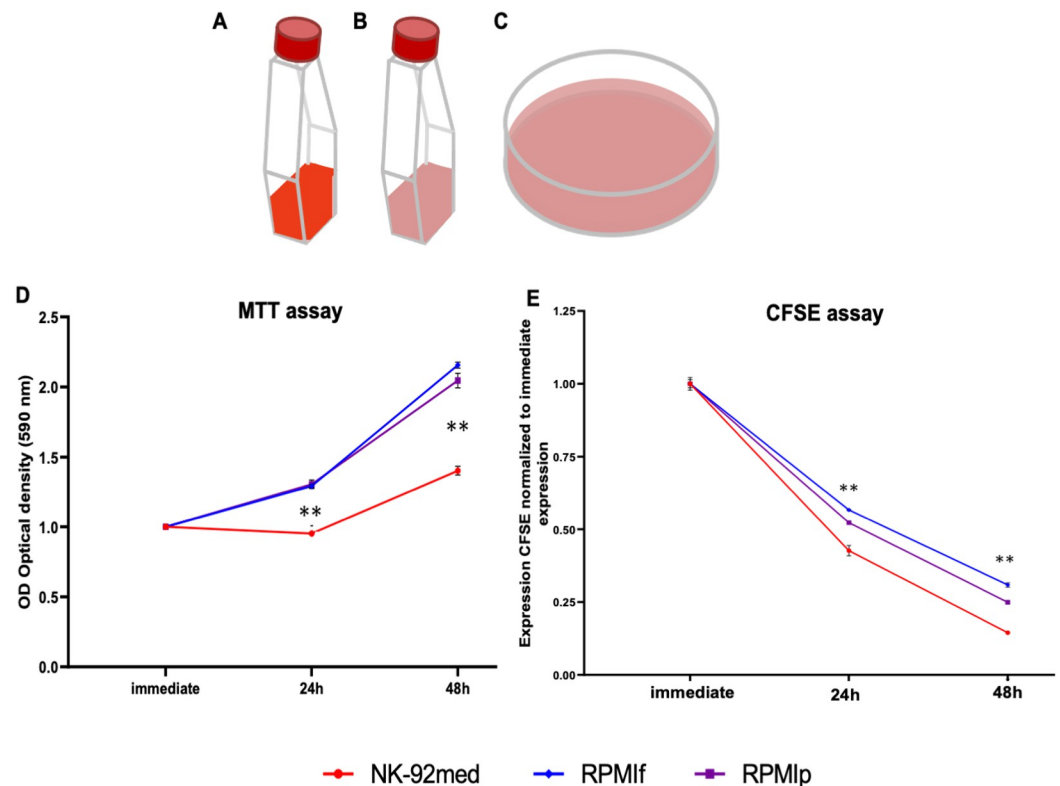 A
B
C
D
MTT assay
OD Optical density (590 nm)
2.5
2.0
1.5
1.0
0.5
0.0
**
**
immediate
24h
48h
E
CFSE assay
Expression CFSE normalized to immediate
expression
1.25
1.00
0.75
0.50
0.25
0.00
**
**
immediate
24h
48h
NK-92med
RPMIf
RPMIp